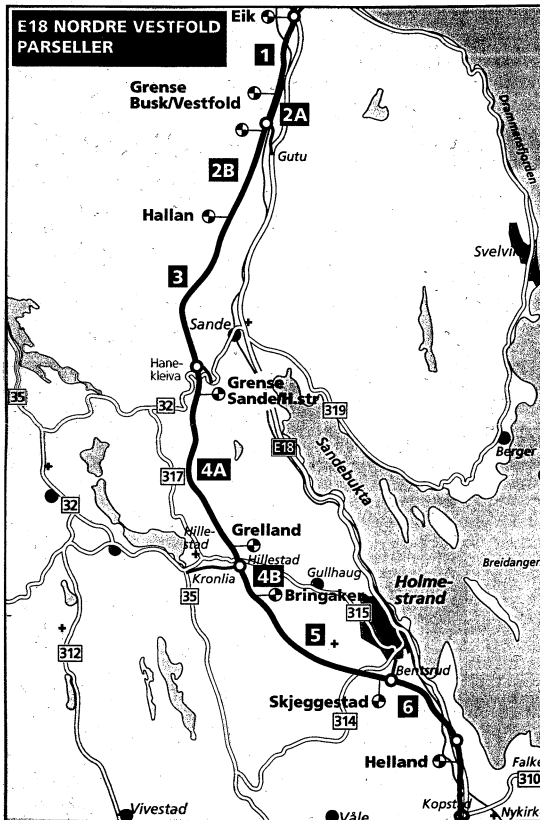 E18 NORDRE VESTFOLD
PARSELLER
Eik
1
Grense
Busk/Vestfold
2A
Drammensfjorden
Gutu
2B
Hallan
Svelvik
3
Sande
Hane-
kleiva
35
Grense
Sande/H.str
32
319
E18
Sandebukta
Berger
4A
317
32
Hille-
stad
Grelland
Hillestad
Breidangen
Kronlia
4B
Gullhaug
Holme-
strand
35
Bringaker
315
5
312
Bentsrud
Skjeggestad
6
314
Helland
Falke
310
Kopstad
Nykirk
Vivestad
Våle